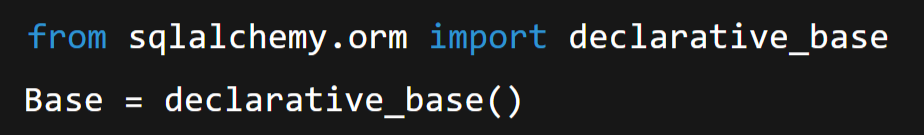 from sqlalchemy.orm import declarative_base
Base = declarative_base()